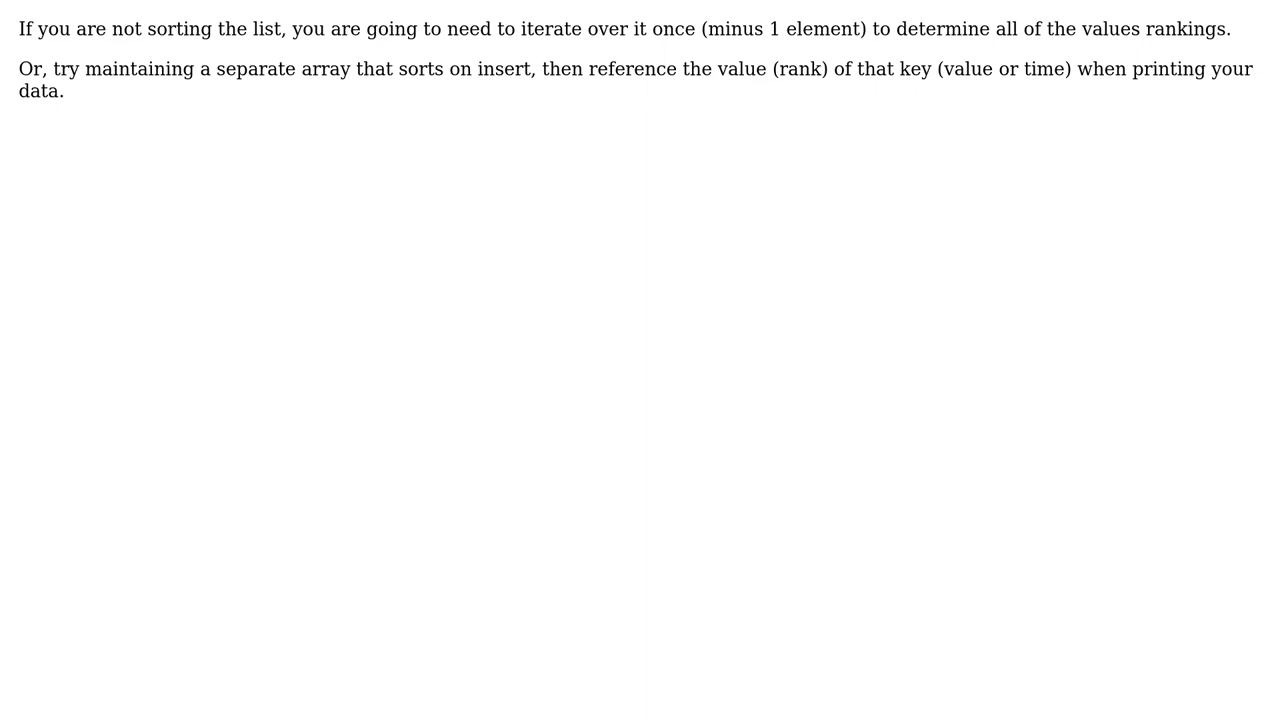 If you are not sorting the list, you are going to need to iterate over it once (minus 1 element) to determine all of the values rankings.
Or, try maintaining a separate array that sorts on insert, then reference the value (rank) of that key (value or time) when printing your
data.